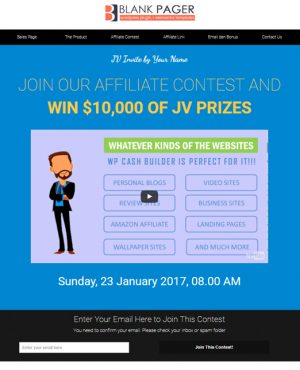 BLANK PAGER
wordpress plugin + elementor templates
Sales Page The Product Affiliate Contest Affiliate Link Email dan Bonus Contact Us
JV Invite by Your Name
JOIN OUR AFFILIATE CONTEST AND
WIN $10,000 OF JV PRIZES
WHATEVER KINDS OF THE WEBSITES
WP CASH BUILDER IS PERFECT FOR IT!!!
PERSONAL BLOGS VIDEO SITES
REVIEW SITES BUSINESS SITES
AMAZON AFFILIATE LANDING PAGES
WALLPAPER SITES AND MUCH MORE
Sunday, 23 January 2017, 08.00 AM
Enter Your Email Here to Join This Contest
You need to confirm your email. Please check your inbox or spam folder
Enter your email here Join This Contest!